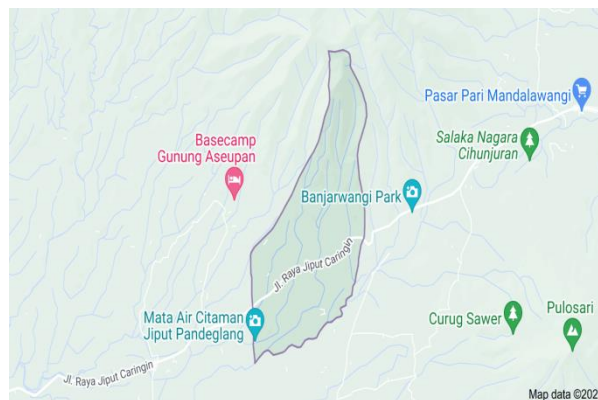 Pasar Pari Mandalawangi
Salaka Nagara
Cihunjuran
Basecamp
Gunung Aseupan
Banjarwangi Park
Jl. Raya Jiput Caringin
Mata Air Citaman
Jiput Pandeglang
Curug Sawer
Pulosari
Jl. Raya Jiput Caringin
Map data ©202